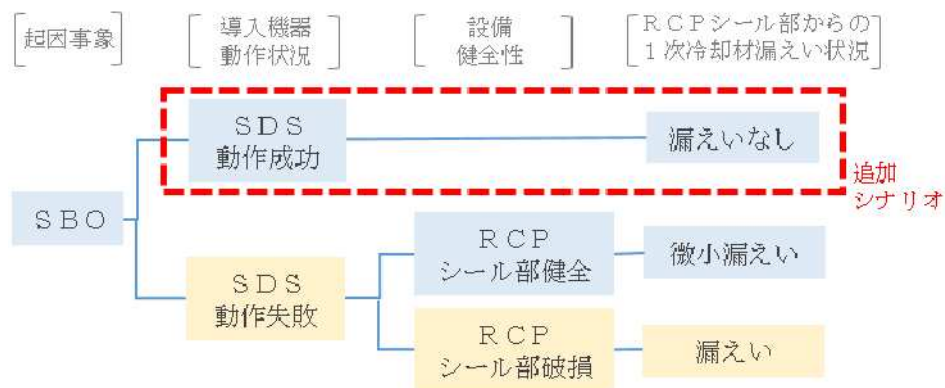 起因事象
導入機器
動作状況
設備
健全性
ＲＣＰシール部からの
１次冷却材漏えい状況
ＳＤＳ
動作成功
漏えいなし
追加
シナリオ
ＳＢＯ
ＳＤＳ
動作失敗
ＲＣＰ
シール部健全
微小漏えい
ＲＣＰ
シール部破損
漏えい